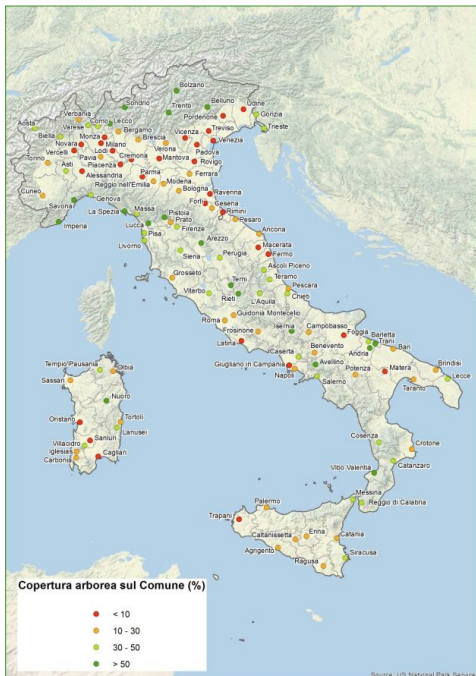 Bolzano
Sondrio
Trento
Belluno
Udine
Pordenone
Gorizia
Verbania
Como
Lecco
Aosta
Varese
Bergamo
Treviso
Trieste
Biella
Monza
Brescia
Vicenza
Venezia
Novara
Milano
Verona
Padova
Vercelli
Lodi
Torino
Pavia
Cremona
Mantova
Rovigo
Asti
Piacenza
Alessandria
Parma
Ferrara
Reggio nell'Emilia
Modena
Cuneo
Bologna
Ravenna
Genova
Forlì
Cesena
Savona
Rimini
La Spezia
Massa
Pistoia
Pesaro
Imperia
Lucca
Prato
Firenze
Pisa
Ancona
Livorno
Arezzo
Macerata
Siena
Perugia
Fermo
Ascoli Piceno
Grosseto
Teramo
Terni
Pescara
Viterbo
Rieti
L'Aquila
Chieti
Guidonia Montecelio
Roma
Isernia
Campobasso
Frosinone
Foggia
Barletta
Trani
Latina
Benevento
Bari
Caserta
Andria
Giugliano in Campania
Avellino
Potenza
Matera
Brindisi
Napoli
Salerno
Taranto
Lecce
Tempio Pausania
Olbia
Sassari
Nuoro
Oristano
Tortolì
Lanusei
Villacidro
Sanluri
Iglesias
Carbonia
Cagliari
Cosenza
Crotone
Vibo Valentia
Catanzaro
Messina
Reggio di Calabria
Palermo
Trapani
Caltanissetta
Enna
Catania
Agrigento
Siracusa
Ragusa
Copertura arborea sul Comune (%)
< 10
10 - 30
30 - 50
> 50
Source: US National Park Service